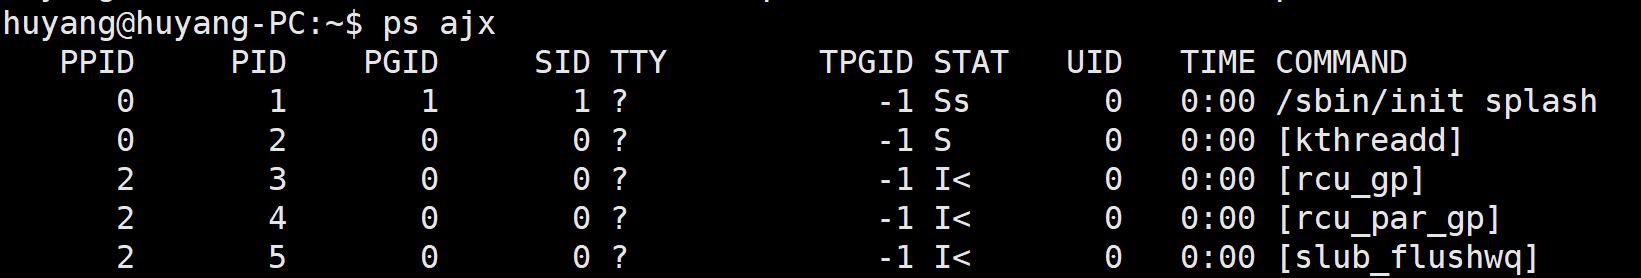 huyang@huyang-PC:~$ ps ajx
PPID PID PGID SID TTY TPGID STAT UID TIME COMMAND
0 1 1 1 ? -1 Ss 0 0:00 /sbin/init splash
0 2 0 0 ? -1 S 0 0:00 [kthreadd]
2 3 0 0 ? -1 I< 0 0:00 [rcu_gp]
2 4 0 0 ? -1 I< 0 0:00 [rcu_par_gp]
2 5 0 0 ? -1 I< 0 0:00 [slub_flushwq]